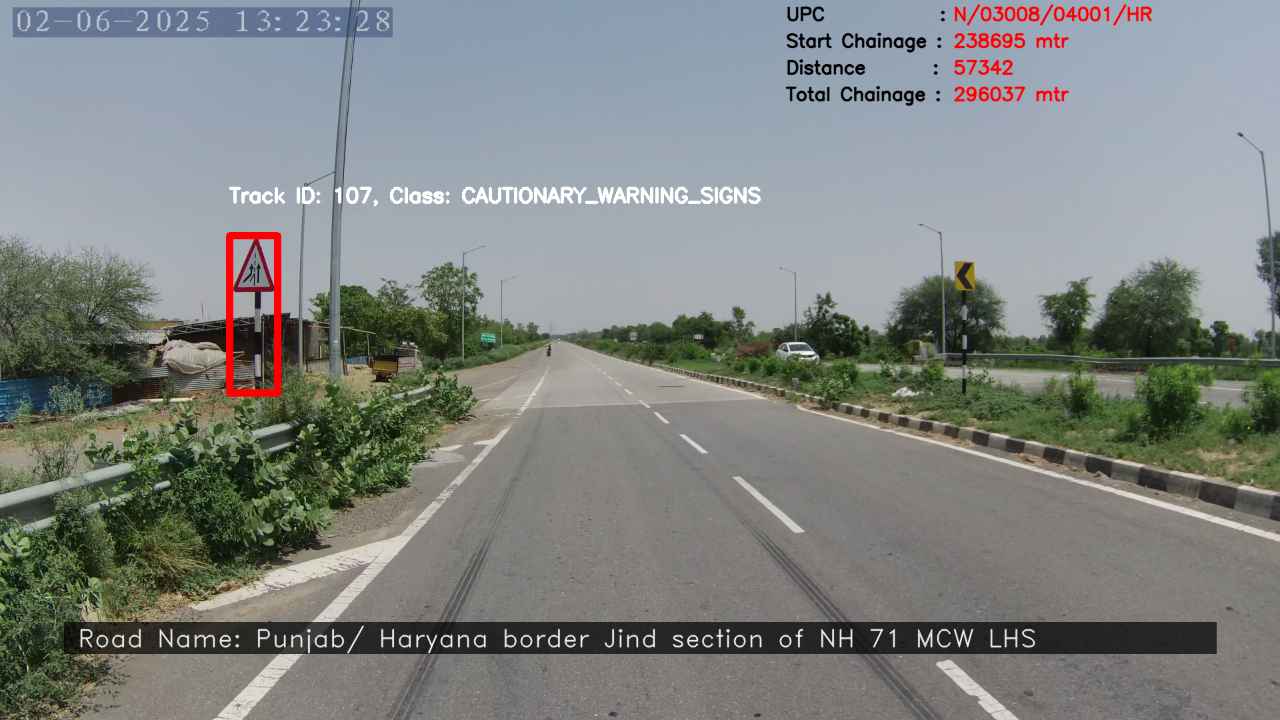 02-06-2025 13:23:28
UPC : N/03008/04001/HR
Start Chainage : 238695 mtr
Distance : 57342
Total Chainage : 296037 mtr
Track ID: 107, Class: CAUTIONARY_WARNING_SIGNS
Road Name: Punjab/ Haryana border Jind section of NH 71 MCW LHS